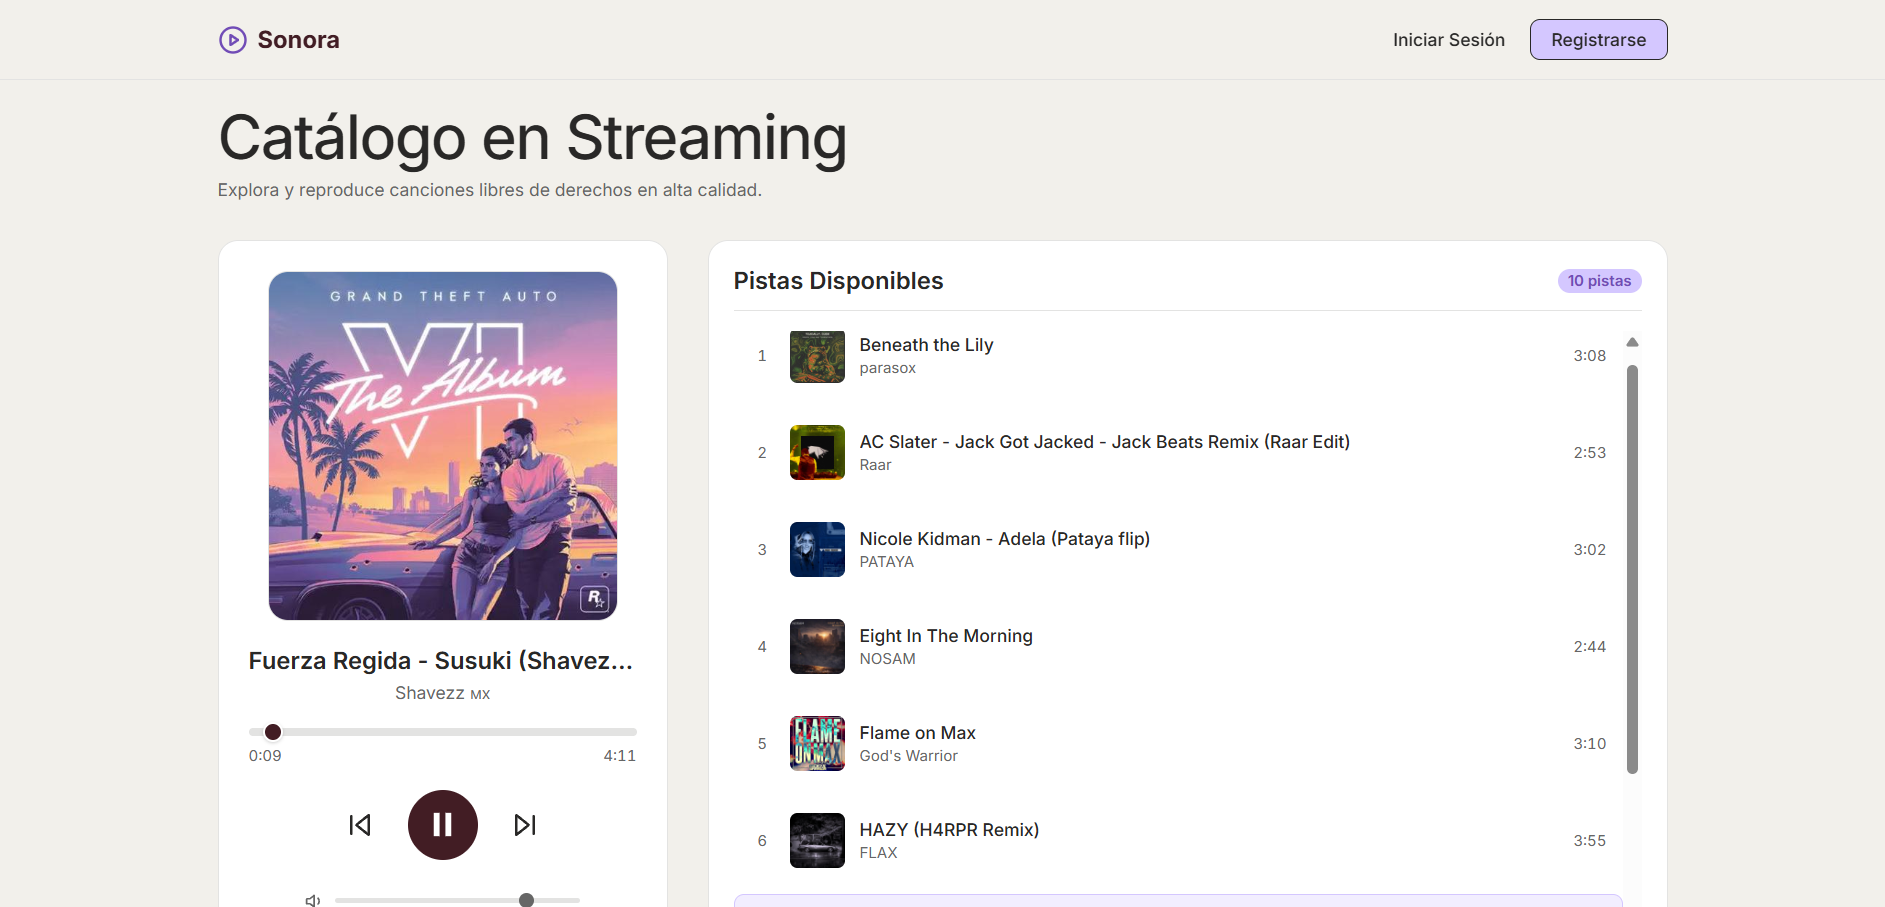 Sonora
Iniciar Sesión
Registrarse
Catálogo en Streaming
Explora y reproduce canciones libres de derechos en alta calidad.
GRAND THEFT AUTO
VI
The Album
R
Fuerza Regida - Susuki (Shavez...
Shavezz MX
0:09
4:11
Pistas Disponibles
10 pistas
1
Beneath the Lily
parasox
3:08
2
AC Slater - Jack Got Jacked - Jack Beats Remix (Raar Edit)
Raar
2:53
3
Nicole Kidman - Adela (Pataya flip)
PATAYA
3:02
4
Eight In The Morning
NOSAM
2:44
5
FLAME
ON MAX
Flame on Max
God's Warrior
3:10
6
HAZY (H4RPR Remix)
FLAX
3:55